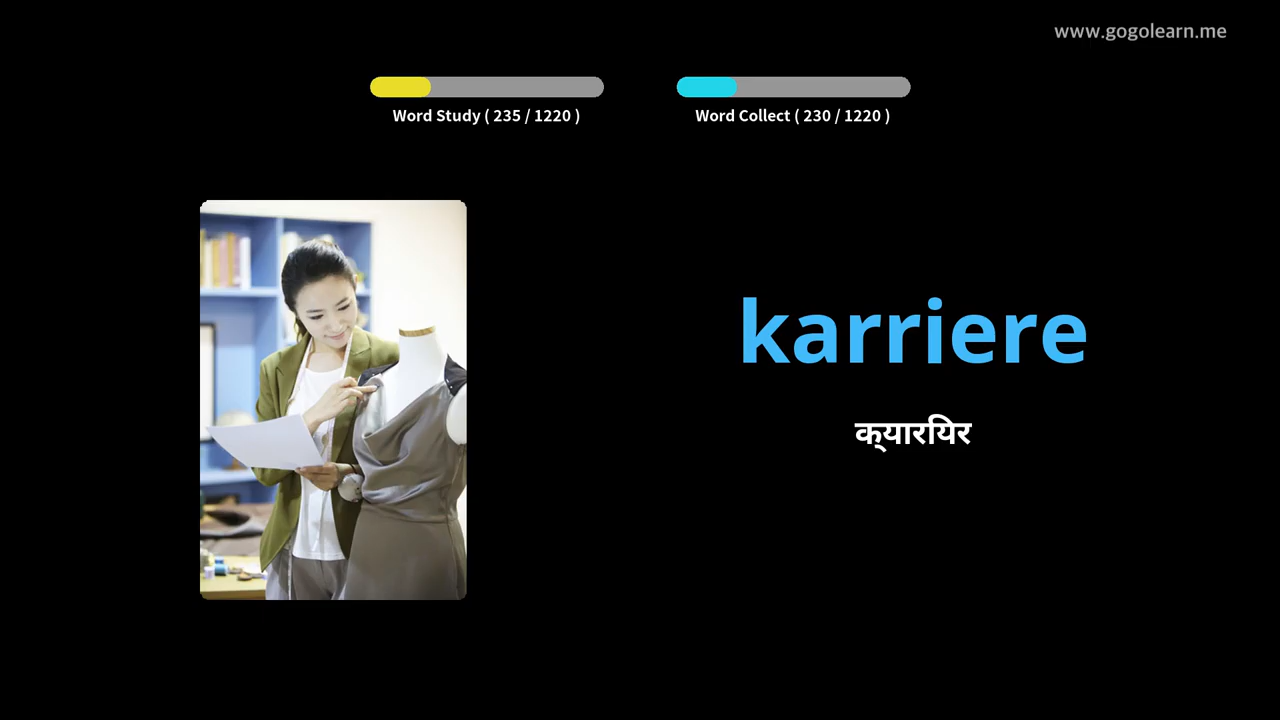 www.gogolearn.me
Word Study ( 235 / 1220 )
Word Collect ( 230 / 1220 )
karriere
क्यारियर